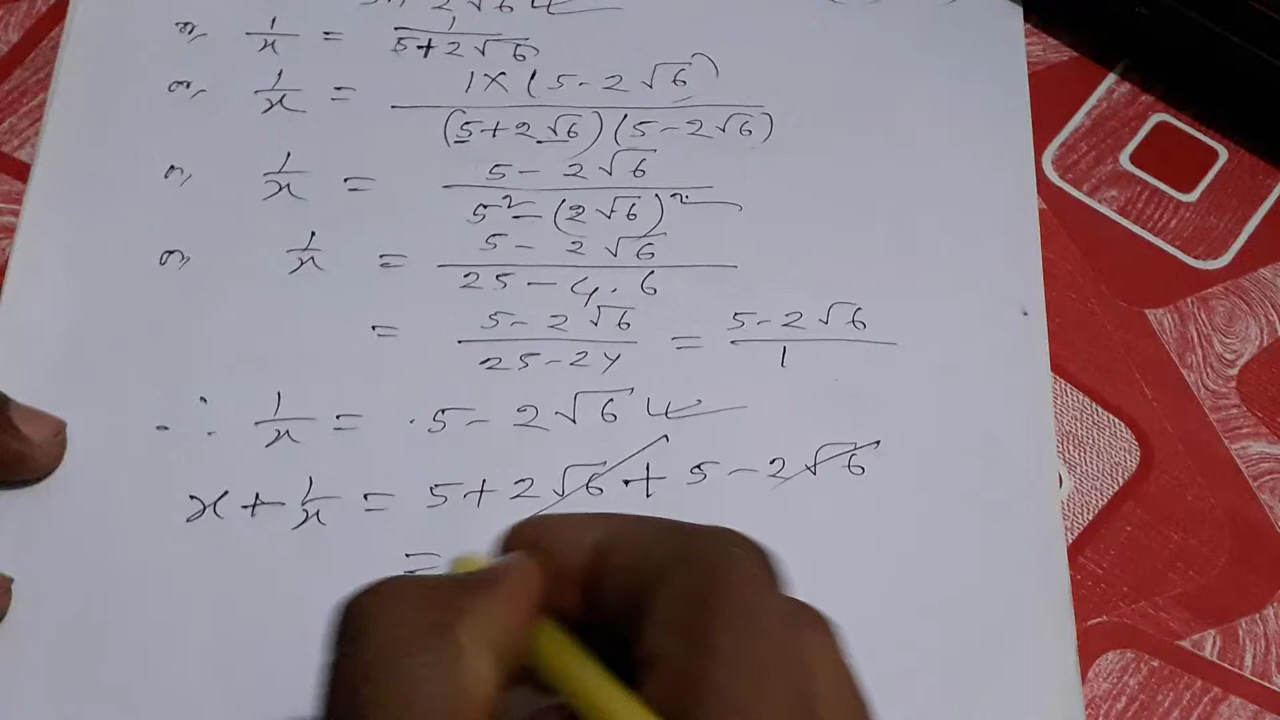 2√6
or, 1/x = 1/5+2√6
or, 1/x = 1×(5-2√6)/(5+2√6)(5-2√6)
or, 1/x = 5-2√6/5²-(2√6)²
or, 1/x = 5-2√6/25-4.6
= 5-2√6/25-24 = 5-2√6/1
∴ 1/x = 5-2√6
x+1/x = 5+2√6+5-2√6
=